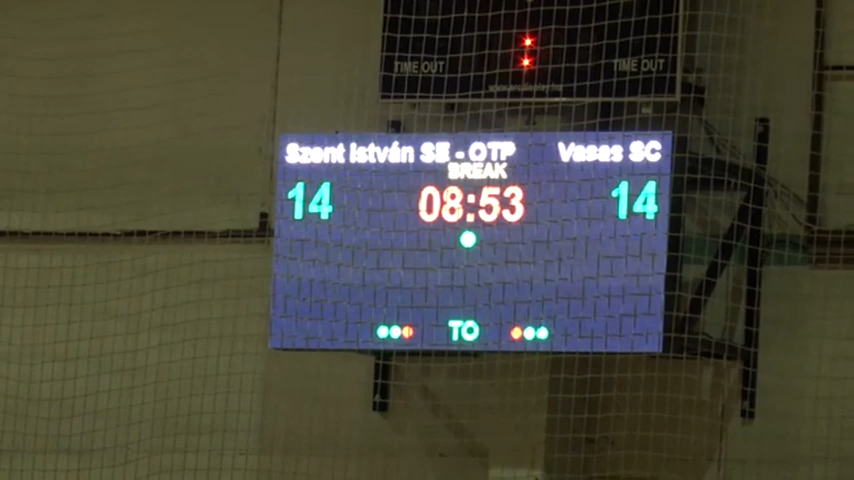 TIME OUT TIME OUT
Szent István SE - OTP Vasas SC
BREAK
14 08:53 14
TO